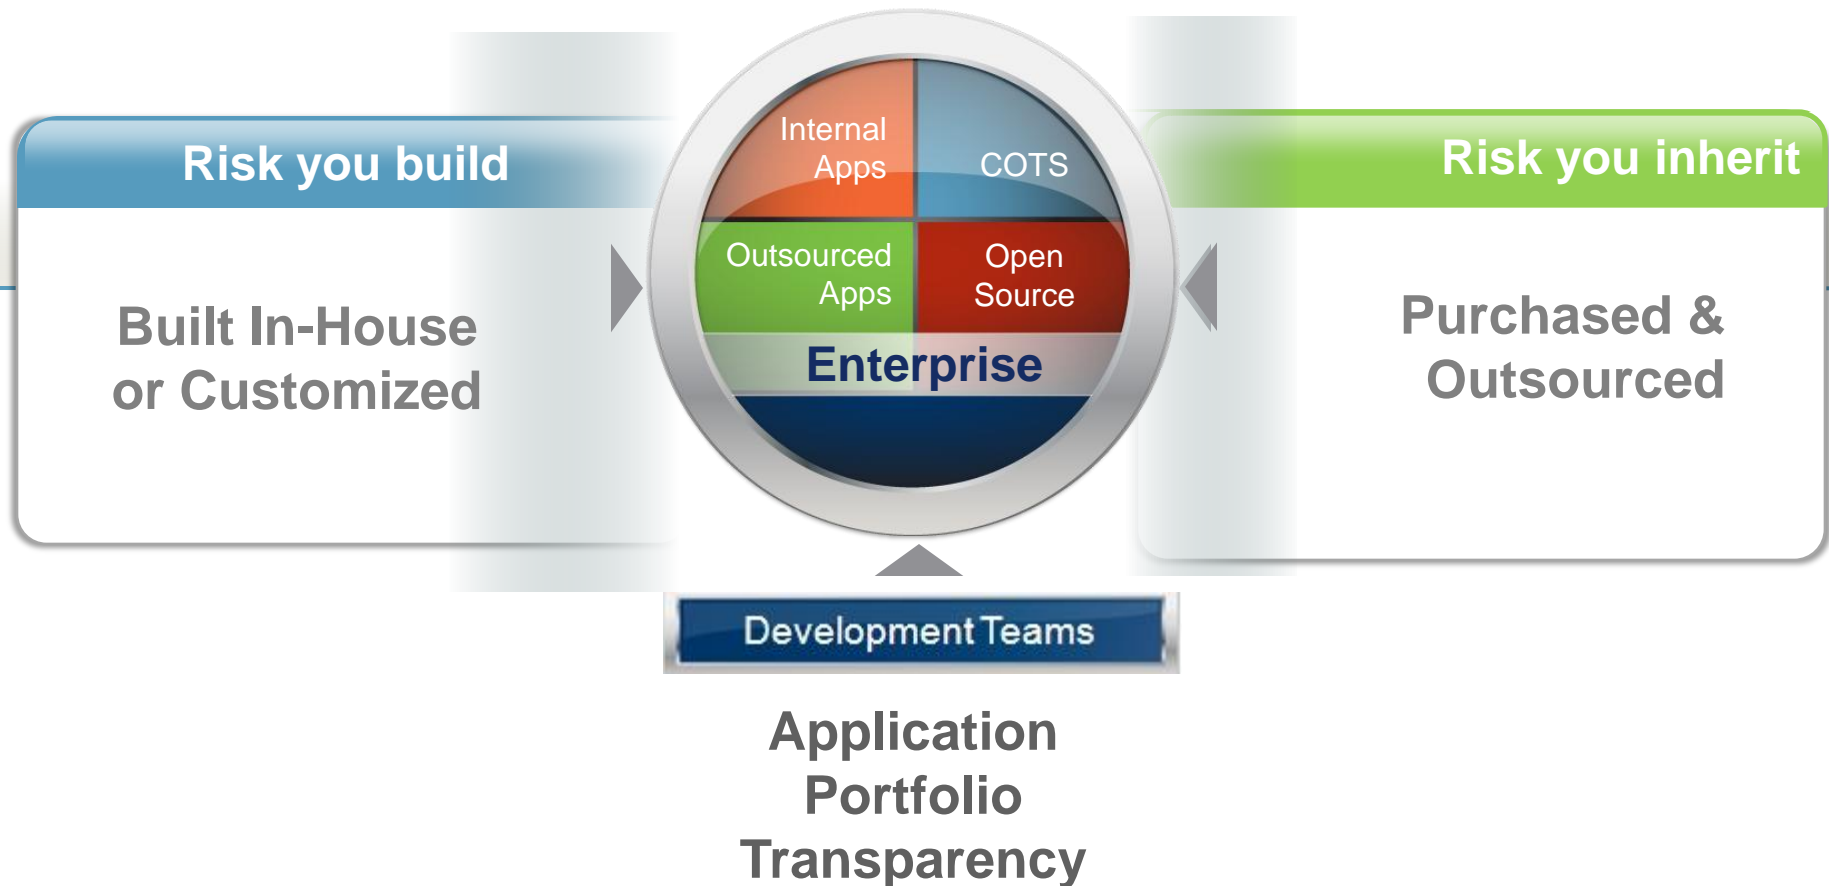 Risk you build
Built In-House
or Customized
Internal
Apps
COTS
Outsourced
Apps
Open
Source
Enterprise
Risk you inherit
Purchased &
Outsourced
Development Teams
Application
Portfolio
Transparency